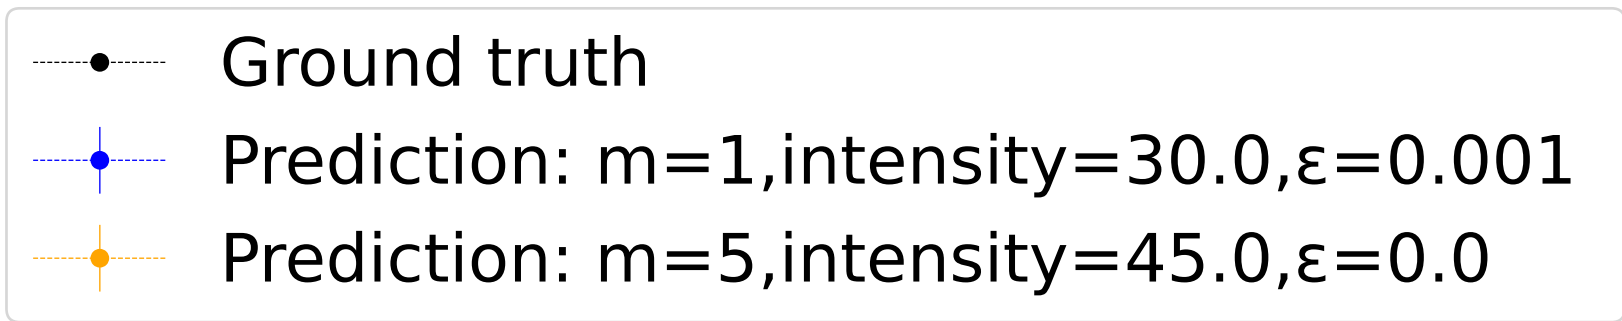 Ground truth
Prediction: m=1,intensity=30.0,ε=0.001
Prediction: m=5,intensity=45.0,ε=0.0